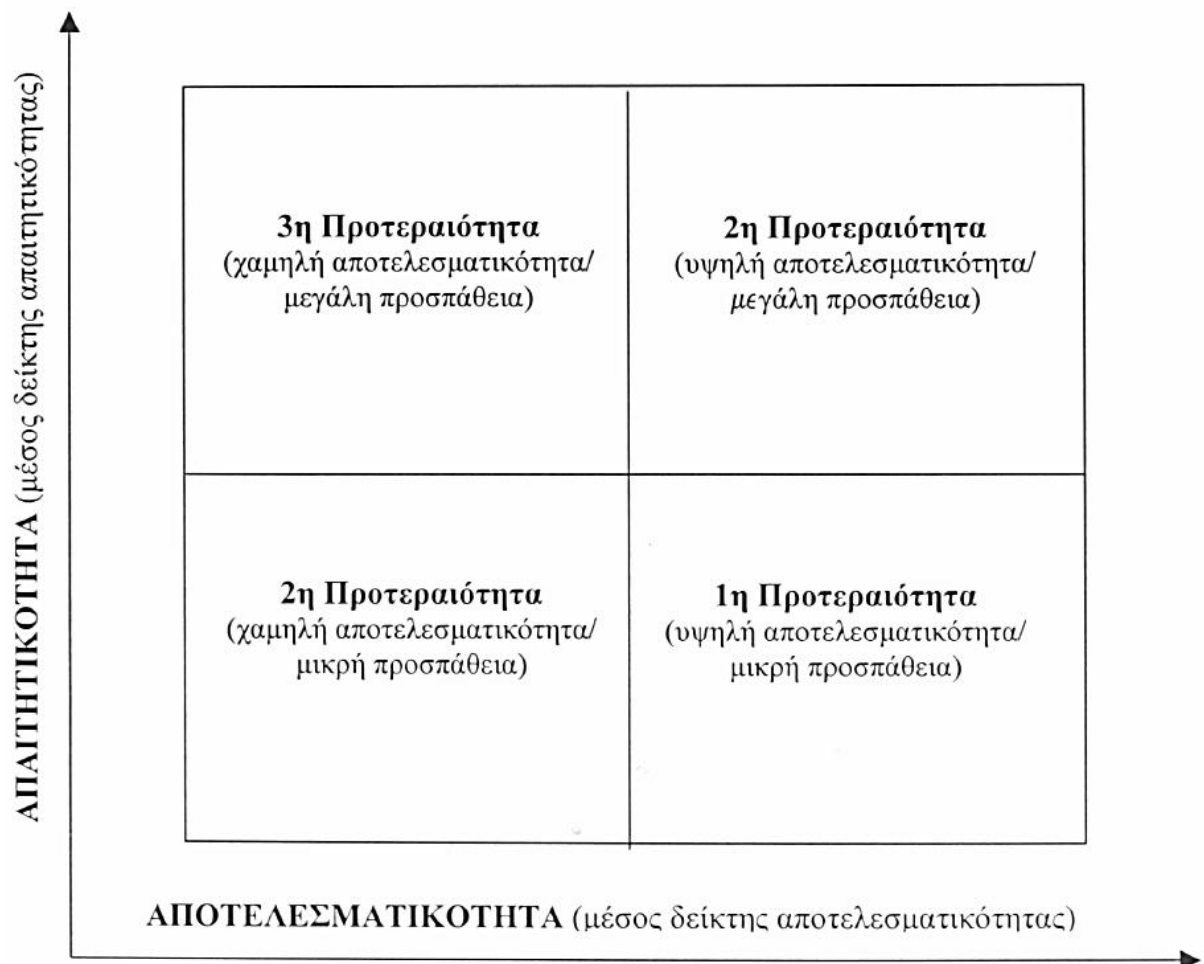 ΑΠΑΙΤΗΤΙΚΟΤΗΤΑ (μέσος δείκτης απαιτητικότητας)
3η Προτεραιότητα
(χαμηλή αποτελεσματικότητα/
μεγάλη προσπάθεια)
2η Προτεραιότητα
(υψηλή αποτελεσματικότητα/
μεγάλη προσπάθεια)
2η Προτεραιότητα
(χαμηλή αποτελεσματικότητα/
μικρή προσπάθεια)
1η Προτεραιότητα
(υψηλή αποτελεσματικότητα/
μικρή προσπάθεια)
ΑΠΟΤΕΛΕΣΜΑΤΙΚΟΤΗΤΑ (μέσος δείκτης αποτελεσματικότητας)